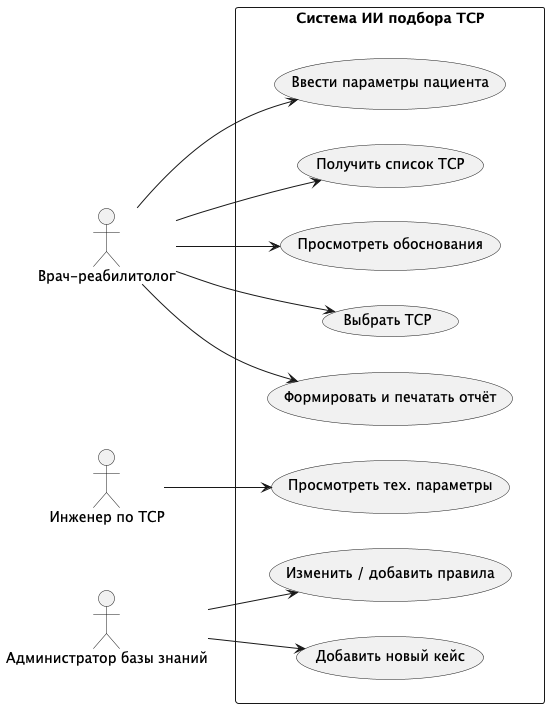 Система ИИ подбора ТСР
Ввести параметры пациента
Получить список ТСР
Просмотреть обоснования
Врач-реабилитолог
Выбрать ТСР
Формировать и печатать отчёт
Просмотреть тех. параметры
Инженер по ТСР
Изменить / добавить правила
Добавить новый кейс
Администратор базы знаний